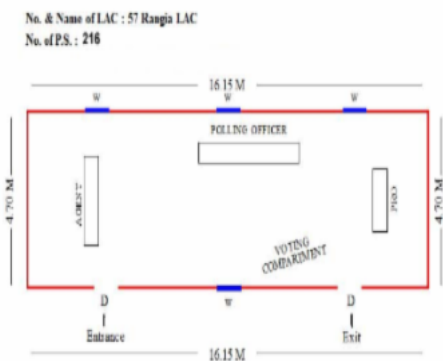 No. & Name of LAC : 57 Rangia LAC
No. of P.S. : 216
16.15 M
W W W
POLLING OFFICER
4.70 M
AGENT
PRO
4.70 M
VOTING
COMPARIMENT
D W D
Entrance Exit
16.15 M